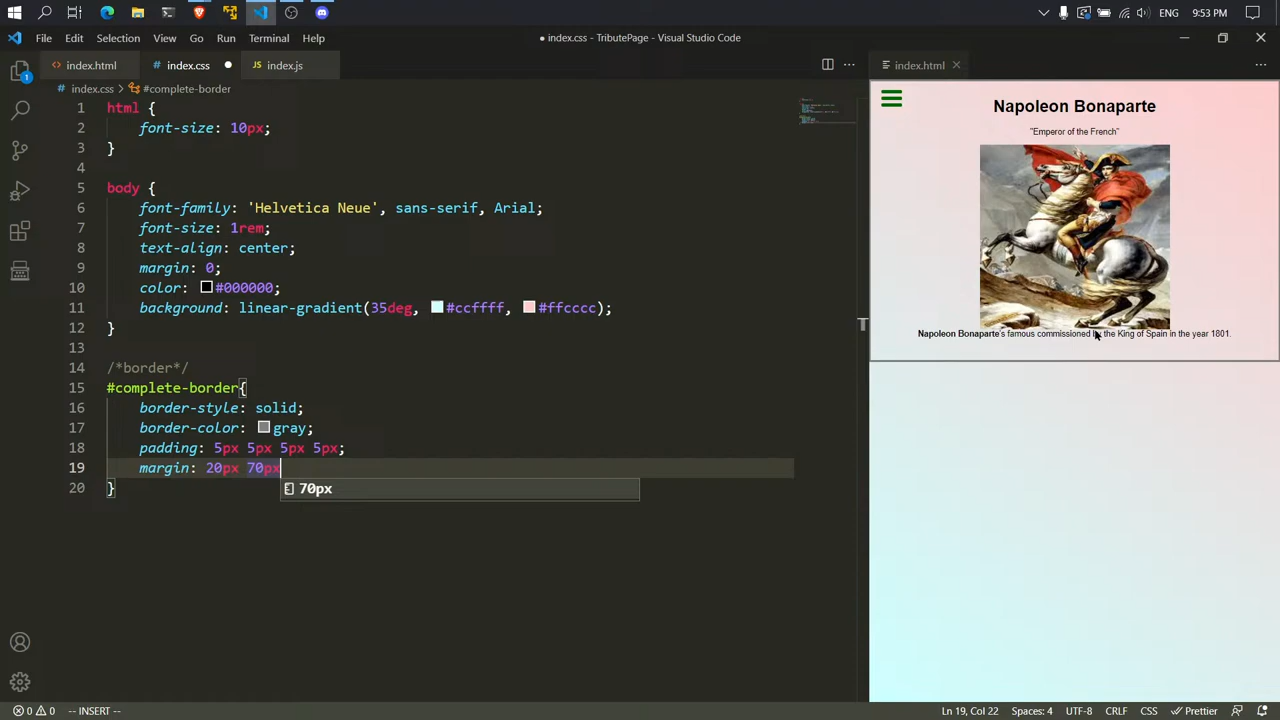 ENG 9:53 PM
File Edit Selection View Go Run Terminal Help
● index.css - TributePage - Visual Studio Code
index.html
# index.css ●
JS index.js
index.html
# index.css > #complete-border
1 html {
2 font-size: 10px;
3 }
4
5 body {
6 font-family: 'Helvetica Neue', sans-serif, Arial;
7 font-size: 1rem;
8 text-align: center;
9 margin: 0;
10 color: #000000;
11 background: linear-gradient(35deg, #ccffff, #ffcccc);
12 }
13
14 /*border*/
15 #complete-border{
16 border-style: solid;
17 border-color: gray;
18 padding: 5px 5px 5px 5px;
19 margin: 20px 70px
70px
20 }
1
Napoleon Bonaparte
"Emperor of the French"
Napoleon Bonaparte's famous commissioned by the King of Spain in the year 1801.
T
0 0 -- INSERT --
Ln 19, Col 22 Spaces: 4 UTF-8 CRLF CSS Prettier